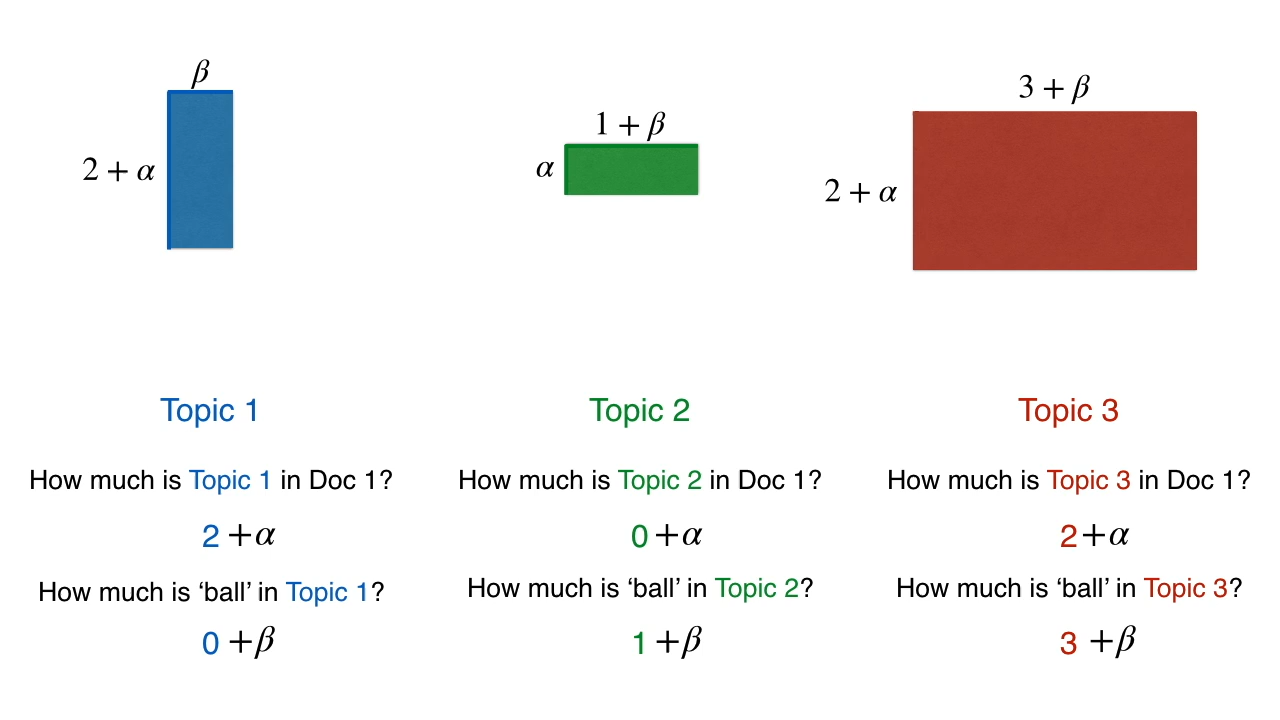 β
2 + α
1 + β
α
3 + β
2 + α
Topic 1
Topic 2
Topic 3
How much is Topic 1 in Doc 1?
How much is Topic 2 in Doc 1?
How much is Topic 3 in Doc 1?
2 +α
0 +α
2 +α
How much is ‘ball’ in Topic 1?
How much is ‘ball’ in Topic 2?
How much is ‘ball’ in Topic 3?
0 +β
1 +β
3 +β